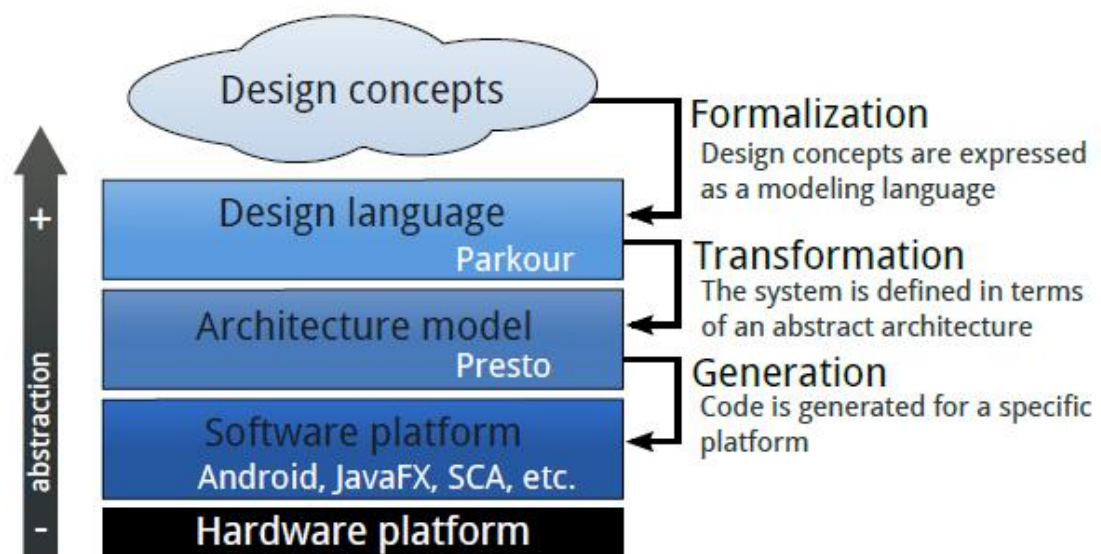 Design concepts
Formalization
Design concepts are expressed
as a modeling language
Design language
Parkour
Transformation
The system is defined in terms
of an abstract architecture
Architecture model
Presto
Generation
Code is generated for a specific
platform
Software platform
Android, JavaFX, SCA, etc.
Hardware platform
+
abstraction
-